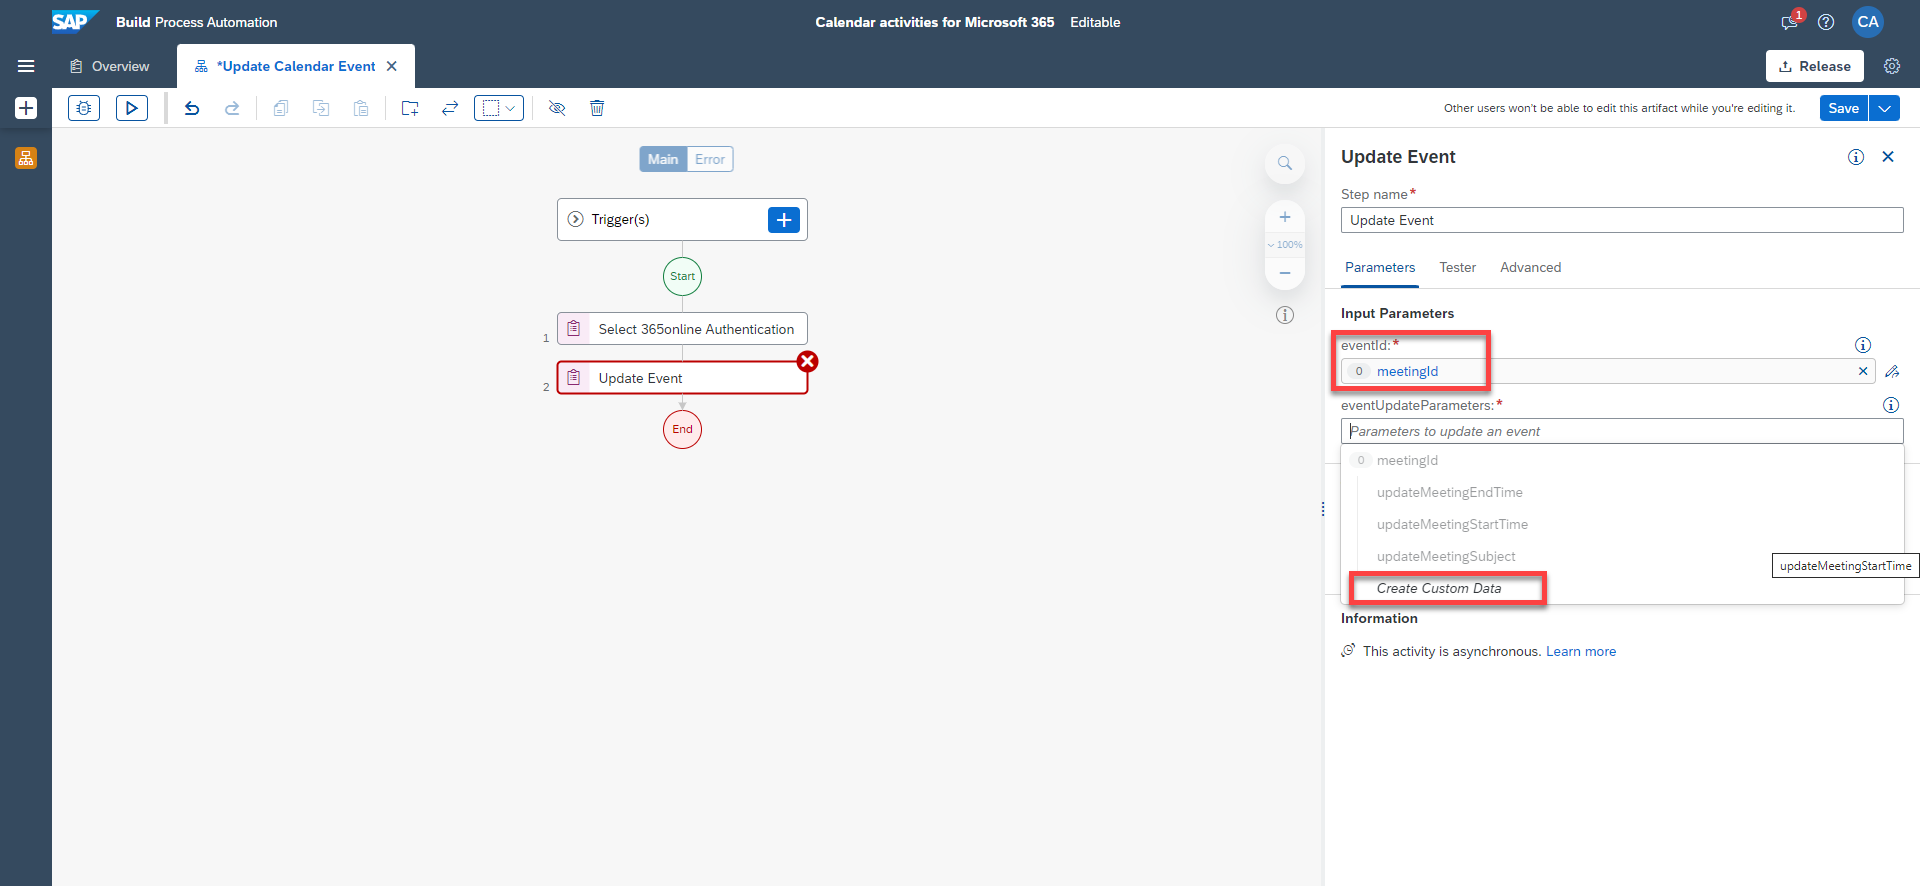 SAP Build Process Automation
Calendar activities for Microsoft 365 Editable
1
CA
Overview
*Update Calendar Event
Release
Other users won't be able to edit this artifact while you're editing it.
Save
Main Error
Trigger(s)
Start
1 Select 365online Authentication
2 Update Event
End
100%
Update Event
Step name*
Update Event
Parameters Tester Advanced
Input Parameters
eventId:*
0 meetingId
eventUpdateParameters:*
Parameters to update an event
0 meetingId
updateMeetingEndTime
updateMeetingStartTime
updateMeetingSubject
updateMeetingStartTime
Create Custom Data
Information
This activity is asynchronous. Learn more